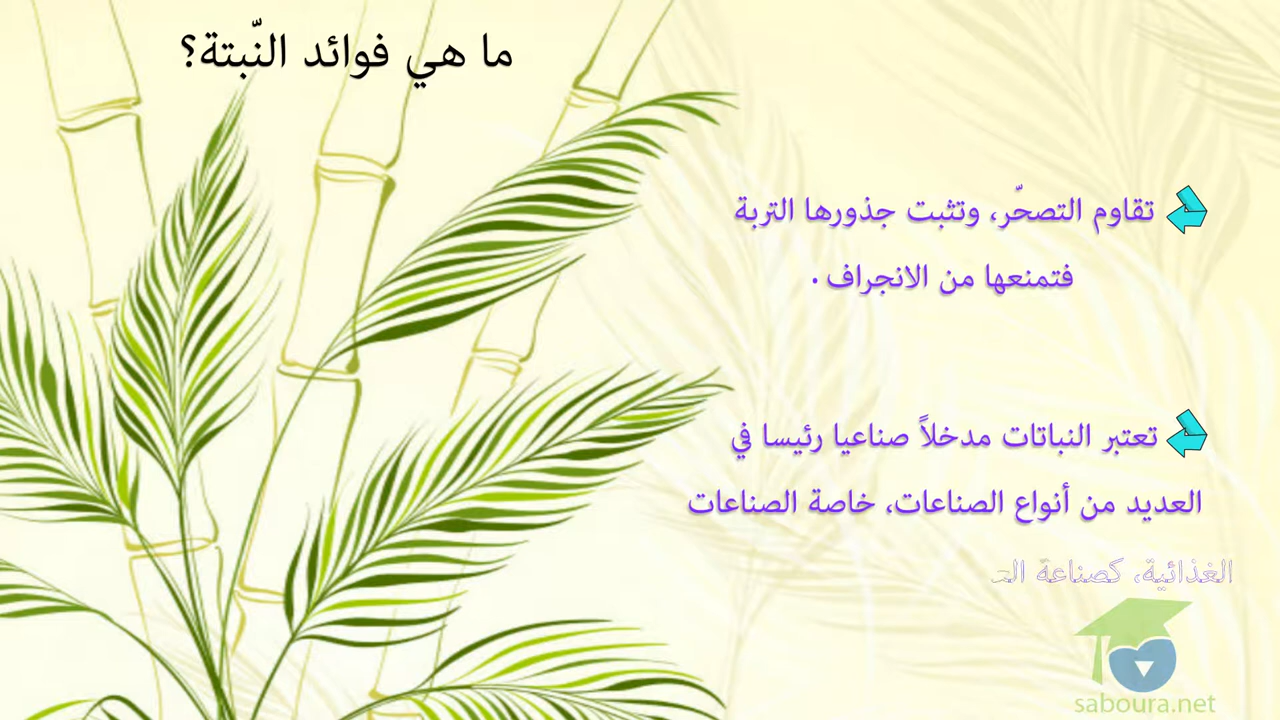 ما هي فوائد النّبتة؟
تقاوم التصحّر، وتثبت جذورها التربة
فتمنعها من الانجراف.
تعتبر النباتات مدخلاً صناعيا رئيسا في
العديد من أنواع الصناعات، خاصة الصناعات
الغذائية، كصناعة
saboura.net